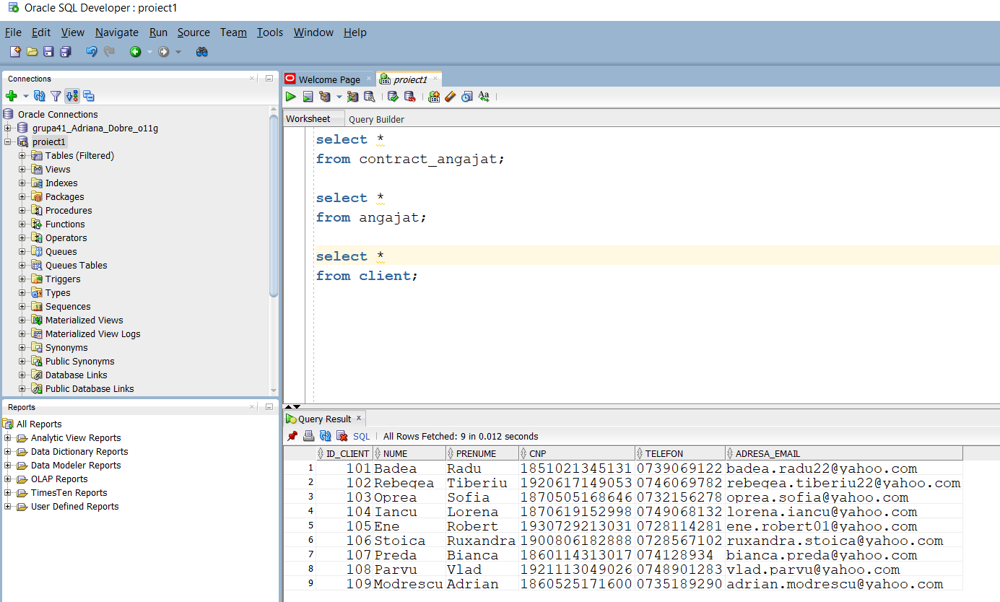 Oracle SQL Developer : proiect1
File Edit View Navigate Run Source Team Tools Window Help
Connections
Oracle Connections
grupa41_Adriana_Dobre_o11g
proiect1
Tables (Filtered)
Views
Indexes
Packages
Procedures
Functions
Operators
Queues
Queues Tables
Triggers
Types
Sequences
Materialized Views
Materialized View Logs
Synonyms
Public Synonyms
Database Links
Public Database Links
Reports
All Reports
Analytic View Reports
Data Dictionary Reports
Data Modeler Reports
OLAP Reports
TimesTen Reports
User Defined Reports
Welcome Page proiect1
Worksheet Query Builder
select *
from contract_angajat;
select *
from angajat;
select *
from client;
Query Result
SQL | All Rows Fetched: 9 in 0.012 seconds
ID_CLIENT NUME PRENUME CNP TELEFON ADRESA_EMAIL
1 101 Badea Radu 1851021345131 0739069122 badea.radu22@yahoo.com
2 102 Rebegea Tiberiu 1920617149053 0746069782 rebegea.tiberiu22@yahoo.com
3 103 Oprea Sofia 1870505168646 0732156278 oprea.sofia@yahoo.com
4 104 Iancu Lorena 1870619152998 0749068132 lorena.iancu@yahoo.com
5 105 Ene Robert 1930729213031 0728114281 ene.robert01@yahoo.com
6 106 Stoica Ruxandra 1900806182888 0728567102 ruxandra.stoica@yahoo.com
7 107 Preda Bianca 1860114313017 074128934 bianca.preda@yahoo.com
8 108 Parvu Vlad 1921113049026 0748901283 vlad.parvu@yahoo.com
9 109 Modrescu Adrian 1860525171600 0735189290 adrian.modrescu@yahoo.com